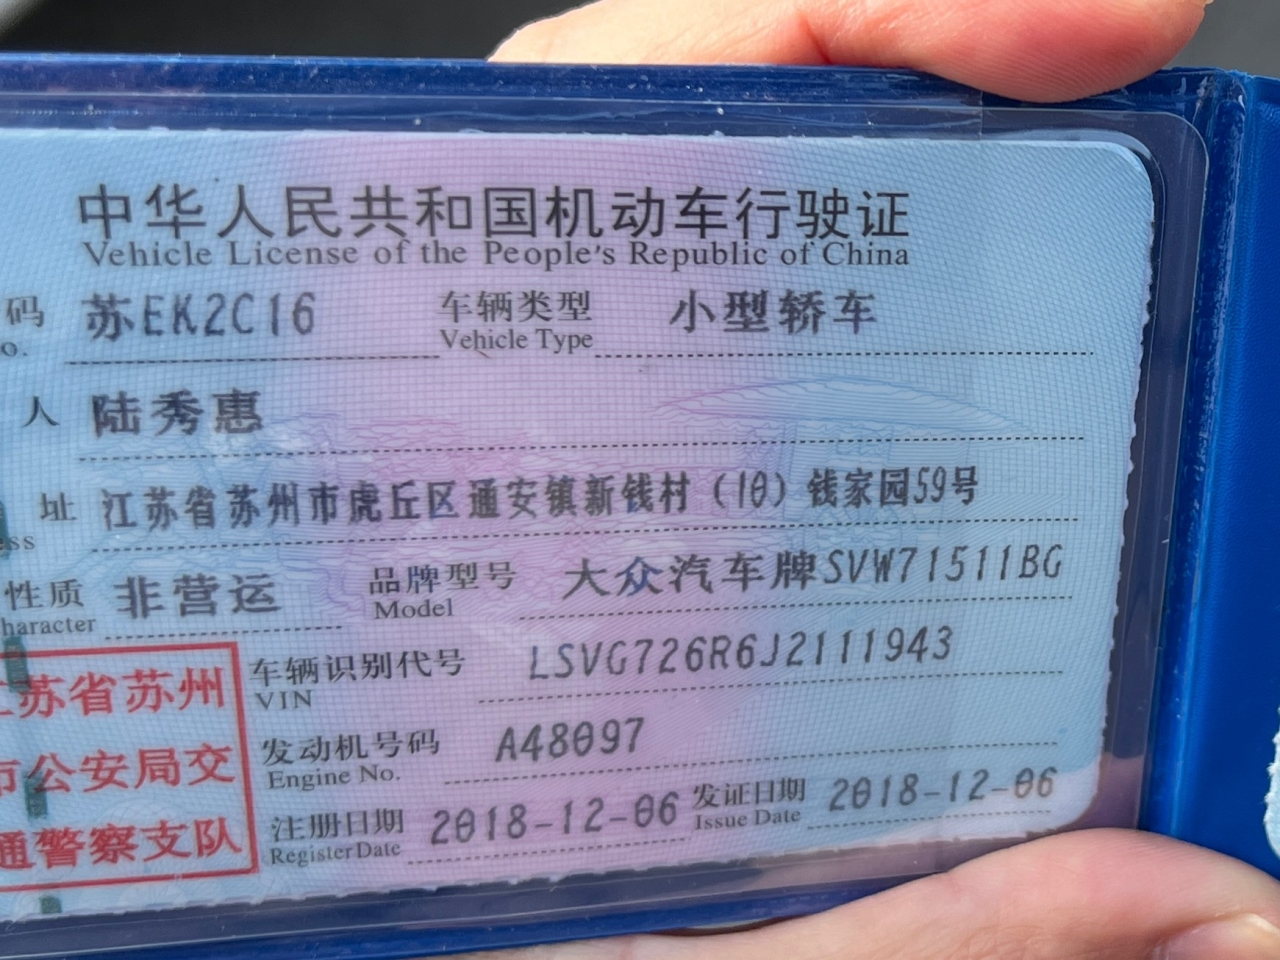 中华人民共和国机动车行驶证
Vehicle License of the People's Republic of China
码 苏EK2C16 车辆类型 小型轿车
o. Vehicle Type
人 陆秀惠
址 江苏省苏州市虎丘区通安镇新钱村（10）钱家园59号
ss
性质 非营运 品牌型号 大众汽车牌SVW71511BG
haracter Model
车辆识别代号 LSVG726R6J2111943
VIN
发动机号码 A48097
Engine No.
注册日期 2018-12-06 发证日期 2018-12-06
Register Date Issue Date
江苏省苏州
市公安局交
通警察支队